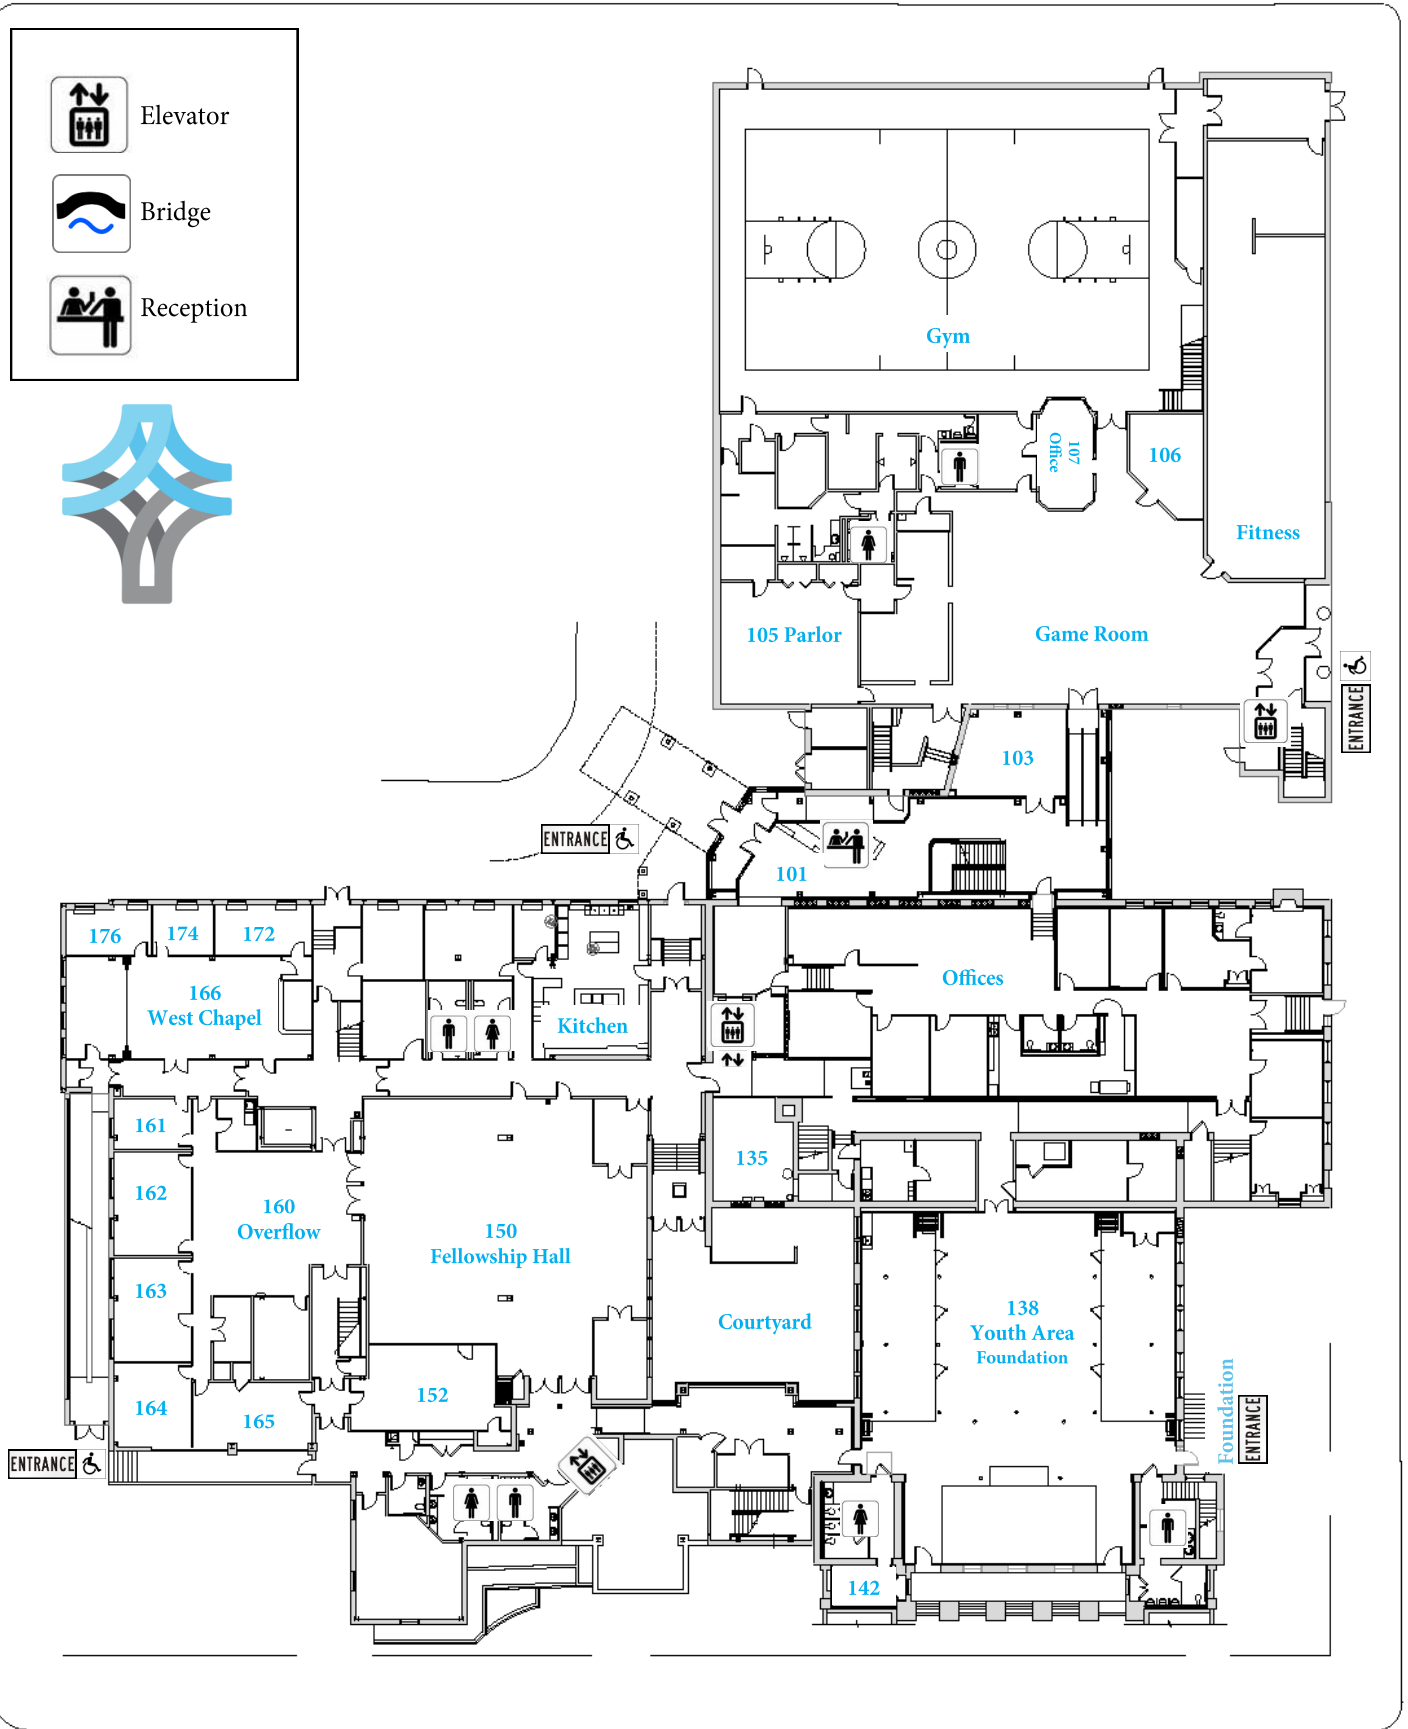 Elevator
Bridge
Reception
Gym
107
Office
106
Fitness
105 Parlor
Game Room
ENTRANCE
103
ENTRANCE
101
176
174
172
166
West Chapel
Kitchen
Offices
161
135
162
160
Overflow
150
Fellowship Hall
163
Courtyard
138
Youth Area
Foundation
152
164
165
Foundation
ENTRANCE
ENTRANCE
142